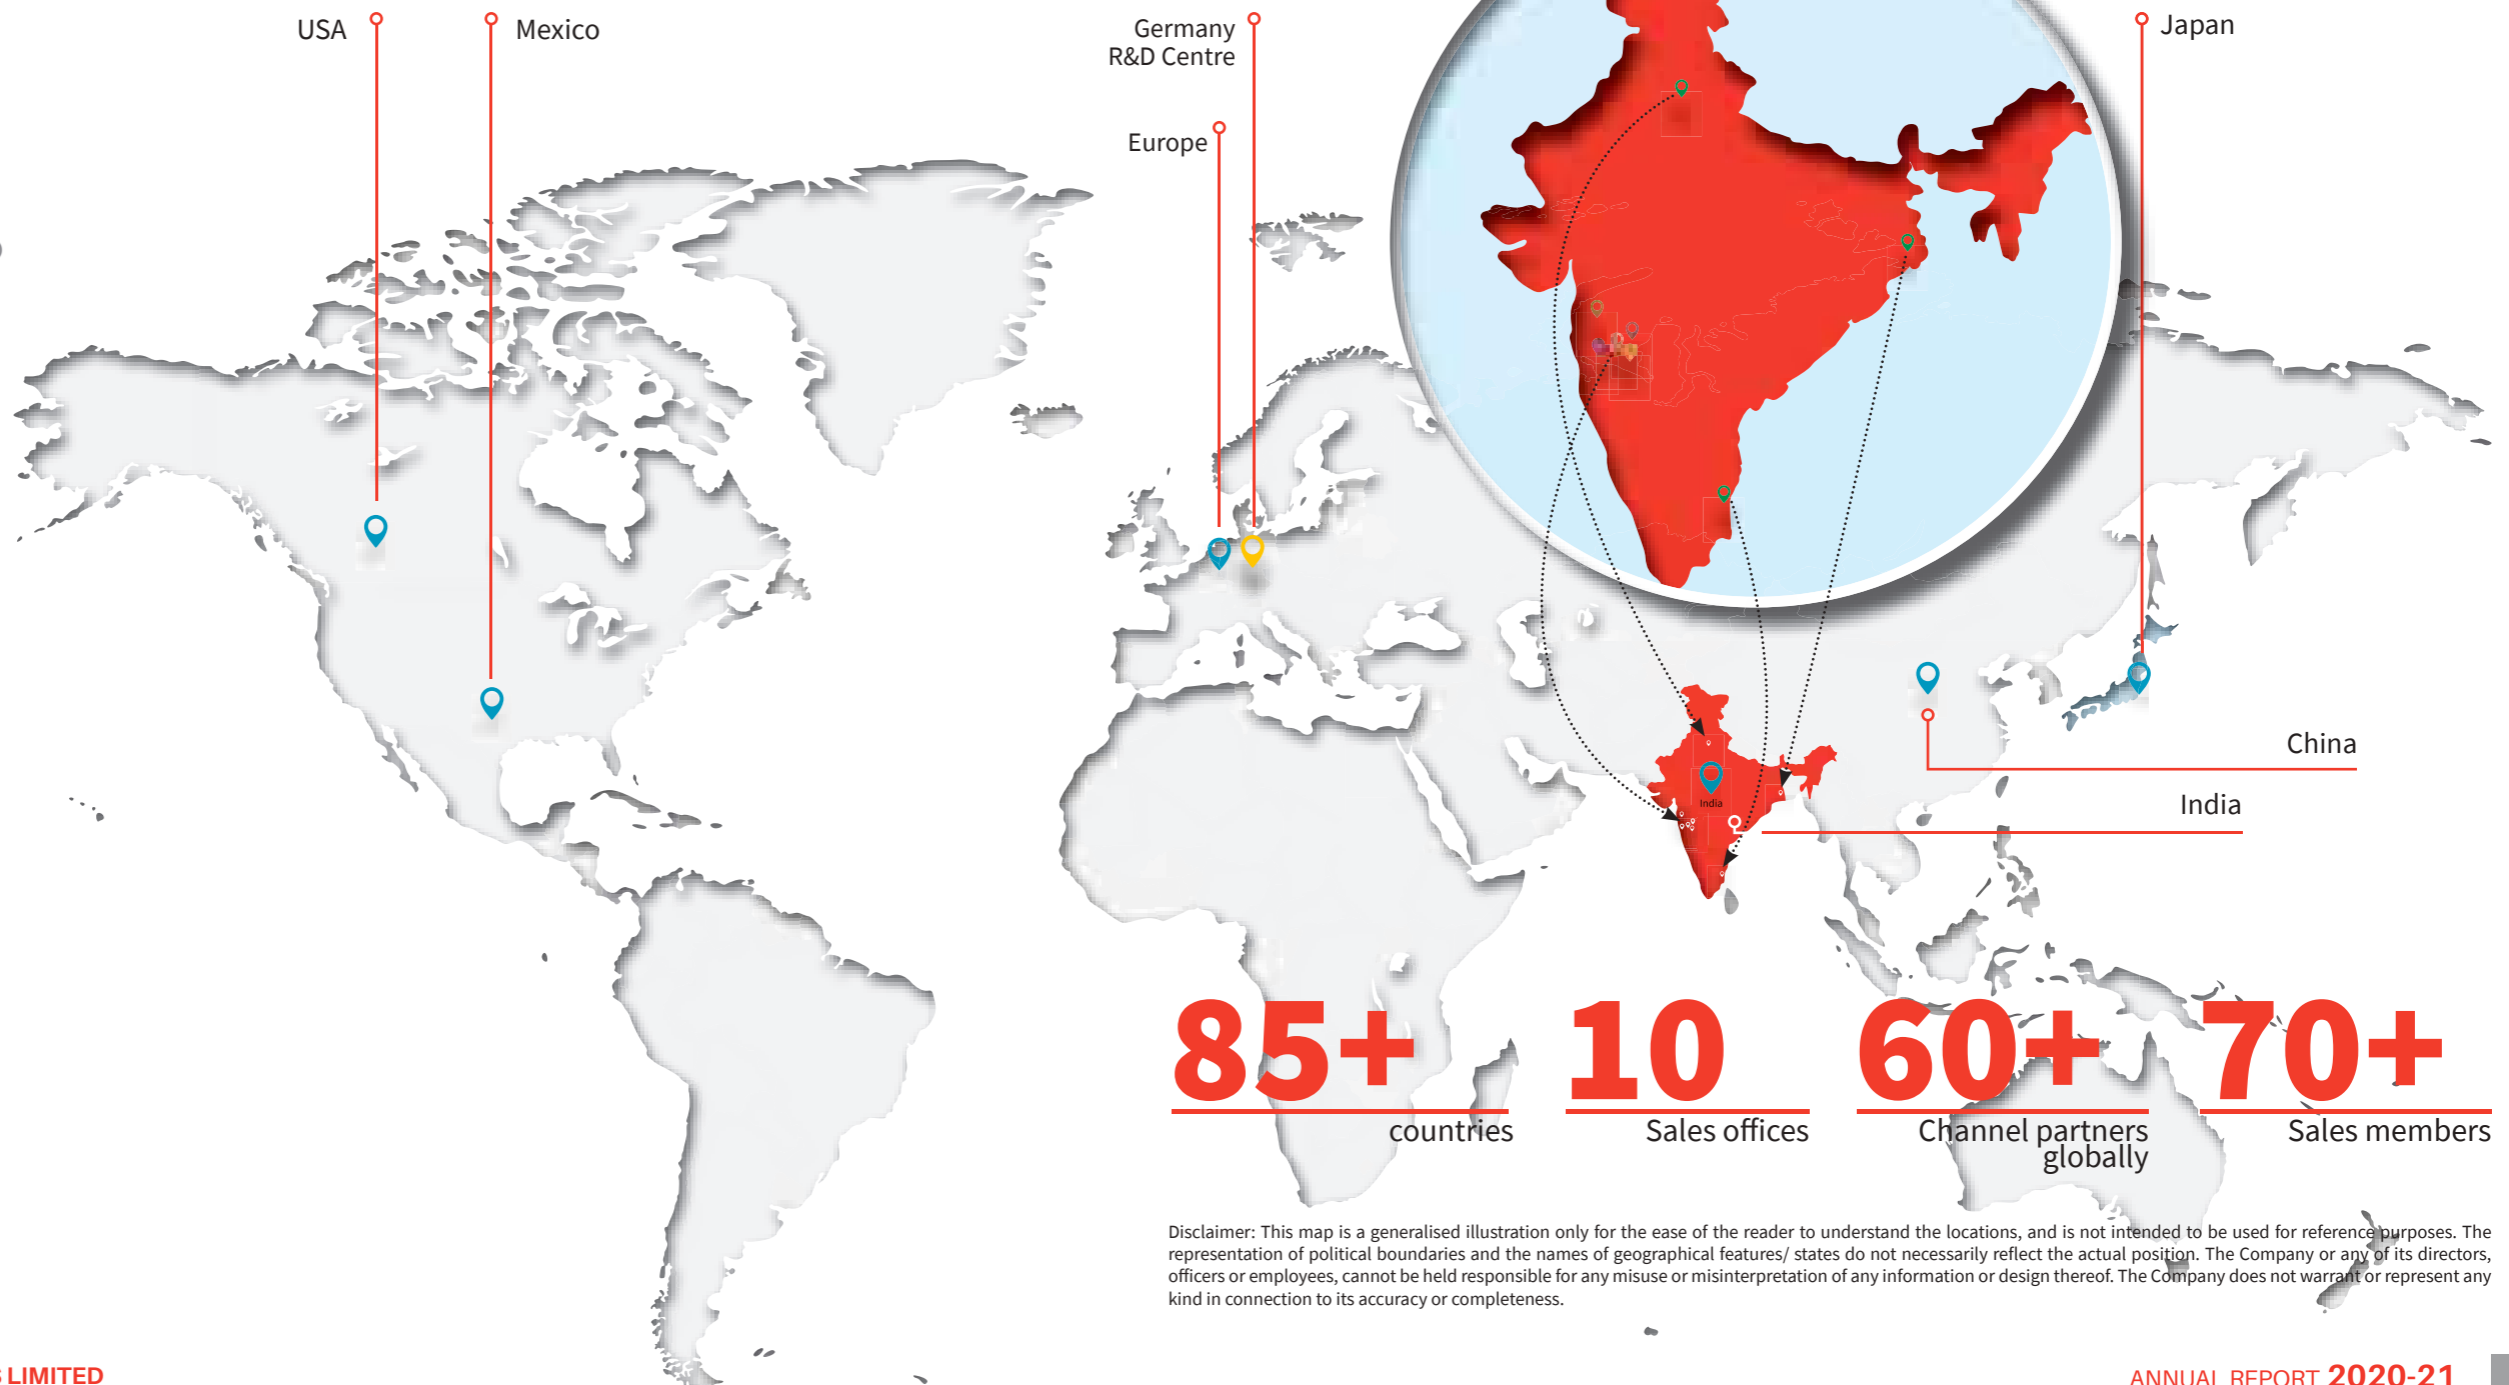 USA
Mexico
Germany
R&D Centre
Europe
Japan
China
India
India
85+
countries
10
Sales offices
60+
Channel partners
globally
70+
Sales members
Disclaimer: This map is a generalised illustration only for the ease of the reader to understand the locations, and is not intended to be used for reference purposes. The
representation of political boundaries and the names of geographical features/ states do not necessarily reflect the actual position. The Company or any of its directors,
officers or employees, cannot be held responsible for any misuse or misinterpretation of any information or design thereof. The Company does not warrant or represent any
kind in connection to its accuracy or completeness.
LIMITED
ANNUAL REPORT 2020-21